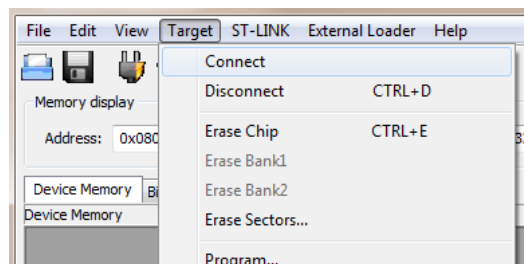 File Edit View Target ST-LINK External Loader Help
Connect
Memory display
Disconnect CTRL+D
Address: 0x080
Erase Chip CTRL+E
Erase Bank1
Device Memory
Erase Bank2
Device Memory
Erase Sectors...
Program...